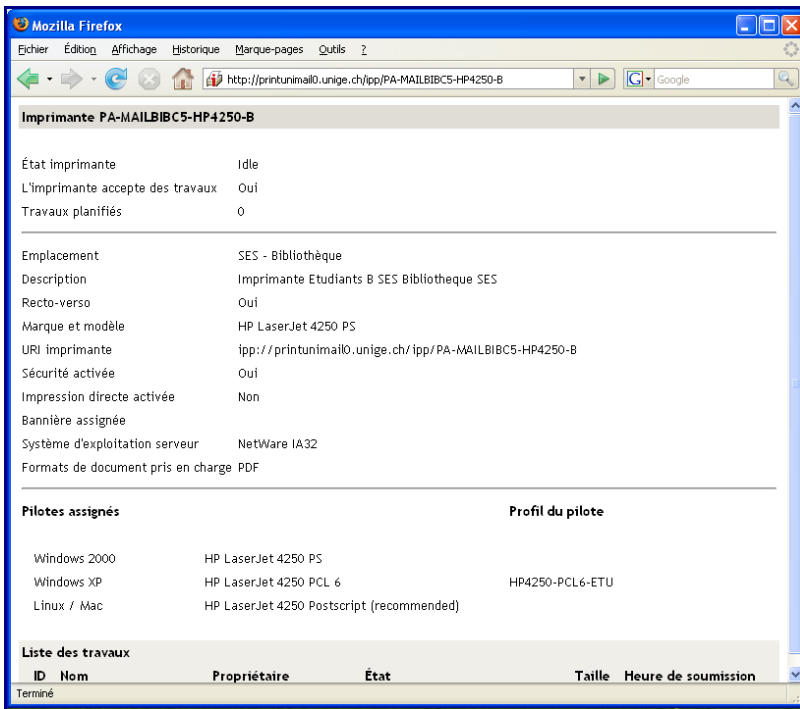 Mozilla Firefox
Fichier Édition Affichage Historique Marque-pages Outils ?
http://printunimail0.unige.ch/ipp/PA-MAILBIBC5-HP4250-B G Google
Imprimante PA-MAILBIBC5-HP4250-B
État imprimante Idle
L'imprimante accepte des travaux Oui
Travaux planifiés 0
Emplacement SES - Bibliothèque
Description Imprimante Etudiants B SES Bibliotheque SES
Recto-verso Oui
Marque et modèle HP LaserJet 4250 PS
URI imprimante ipp://printunimail0.unige.ch/ipp/PA-MAILBIBC5-HP4250-B
Sécurité activée Oui
Impression directe activée Non
Bannière assignée
Système d'exploitation serveur NetWare IA32
Formats de document pris en charge PDF
Pilotes assignés Profil du pilote
Windows 2000 HP LaserJet 4250 PS
Windows XP HP LaserJet 4250 PCL 6 HP4250-PCL6-ETU
Linux / Mac HP LaserJet 4250 Postscript (recommended)
Liste des travaux
ID Nom Propriétaire État Taille Heure de soumission
Terminé